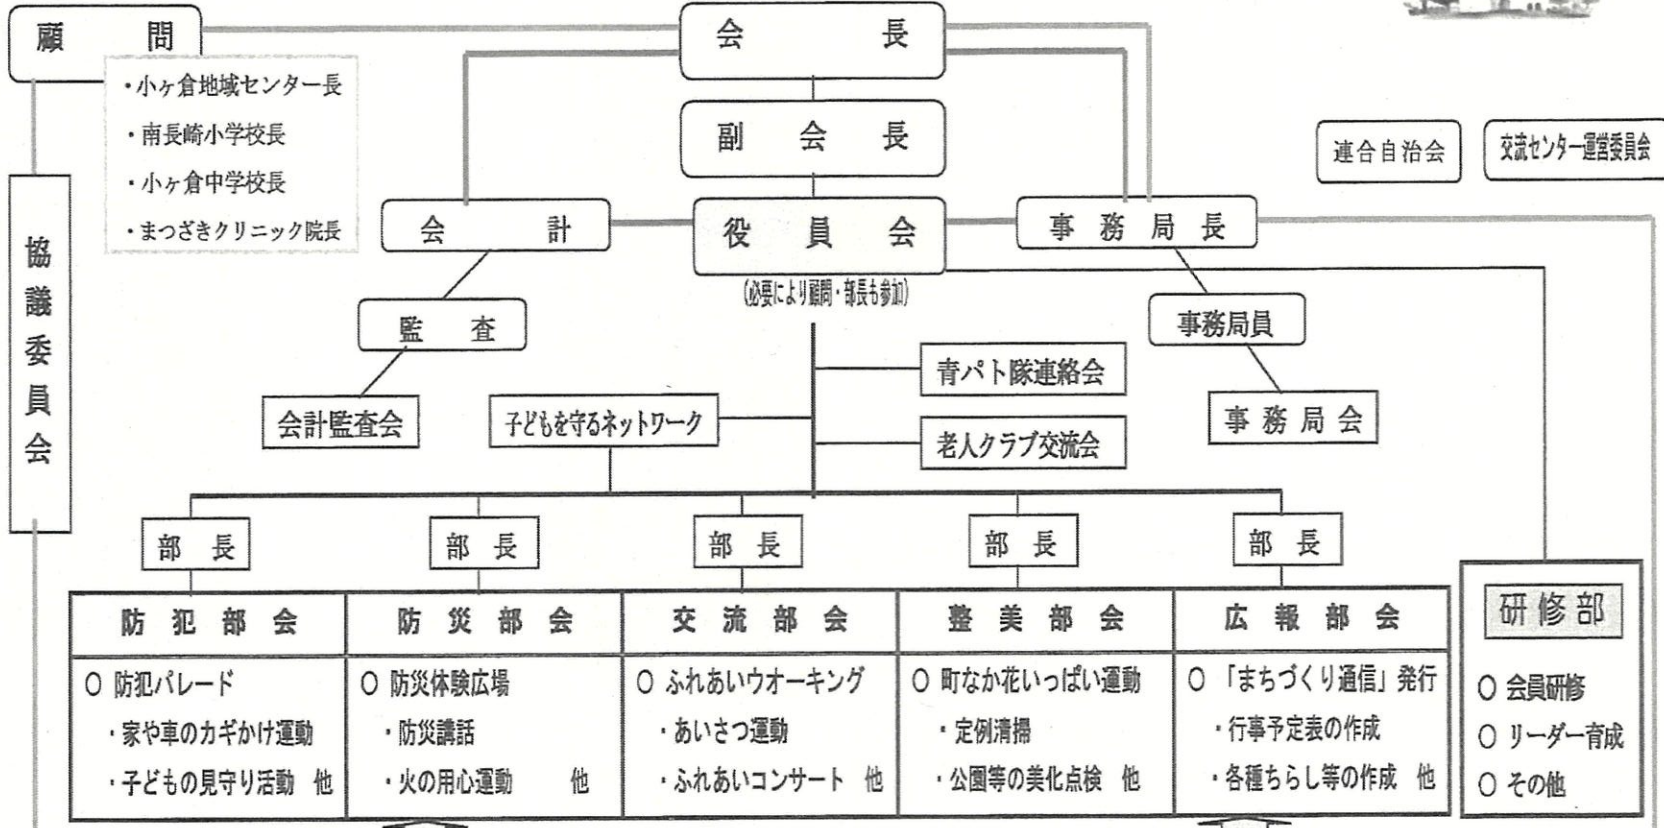 顧問
会長
・小ヶ倉地域センター長
・南長崎小学校長
・小ヶ倉中学校長
・まつざきクリニック院長
副会長
連合自治会
交流センター運営委員会
協議委員会
会計
役員会
事務局長
(必要により顧問・部長も参加)
監査
事務局員
青パト隊連絡会
会計監査会
子どもを守るネットワーク
老人クラブ交流会
事務局会
部長
部長
部長
部長
部長
防犯部会
○ 防犯パレード
・家や車のカギかけ運動
・子どもの見守り活動 他
防災部会
○ 防災体験広場
・防災講話
・火の用心運動 他
交流部会
○ ふれあいウオーキング
・あいさつ運動
・ふれあいコンサート 他
整美部会
○ 町なか花いっぱい運動
・定例清掃
・公園等の美化点検 他
広報部会
○ 「まちづくり通信」発行
・行事予定表の作成
・各種ちらし等の作成 他
研修部
○ 会員研修
○ リーダー育成
○ その他